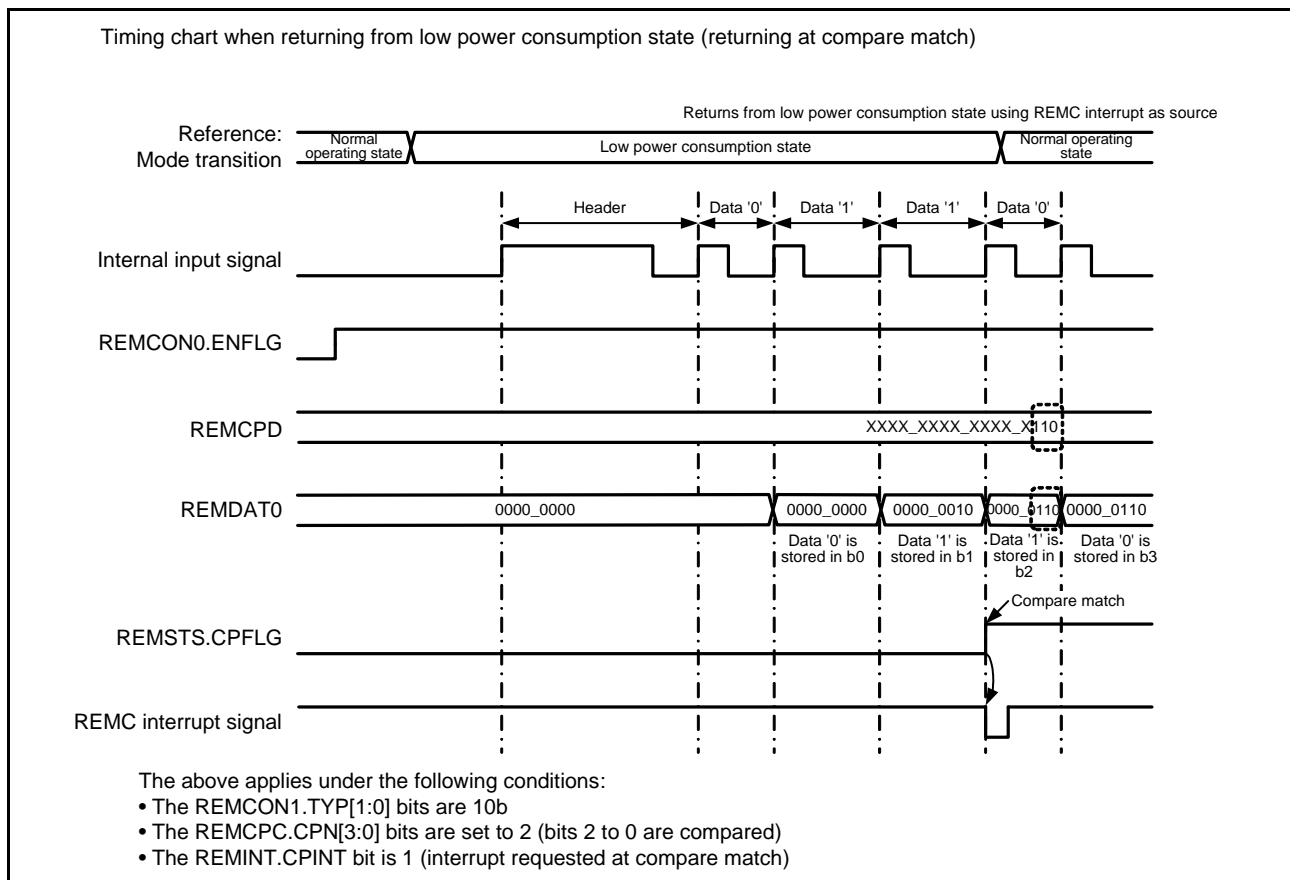 Timing chart when returning from low power consumption state (returning at compare match)
Returns from low power consumption state using REMC interrupt as source
Reference:
Mode transition
Normal
operating state
Low power consumption state
Normal operating
state
Header
Data '0'
Data '1'
Data '1'
Data '0'
Internal input signal
REMCON0.ENFLG
REMCPD
XXXX_XXXX_XXXX_X110
REMDAT0
0000_0000
0000_0000
0000_0010
0000_0110
0000_0110
Data '0' is
stored in b0
Data '1' is
stored in b1
Data '1' is
stored in
b2
Data '0' is
stored in b3
Compare match
REMSTS.CPFLG
REMC interrupt signal
The above applies under the following conditions:
• The REMCON1.TYP[1:0] bits are 10b
• The REMCPC.CPN[3:0] bits are set to 2 (bits 2 to 0 are compared)
• The REMINT.CPINT bit is 1 (interrupt requested at compare match)